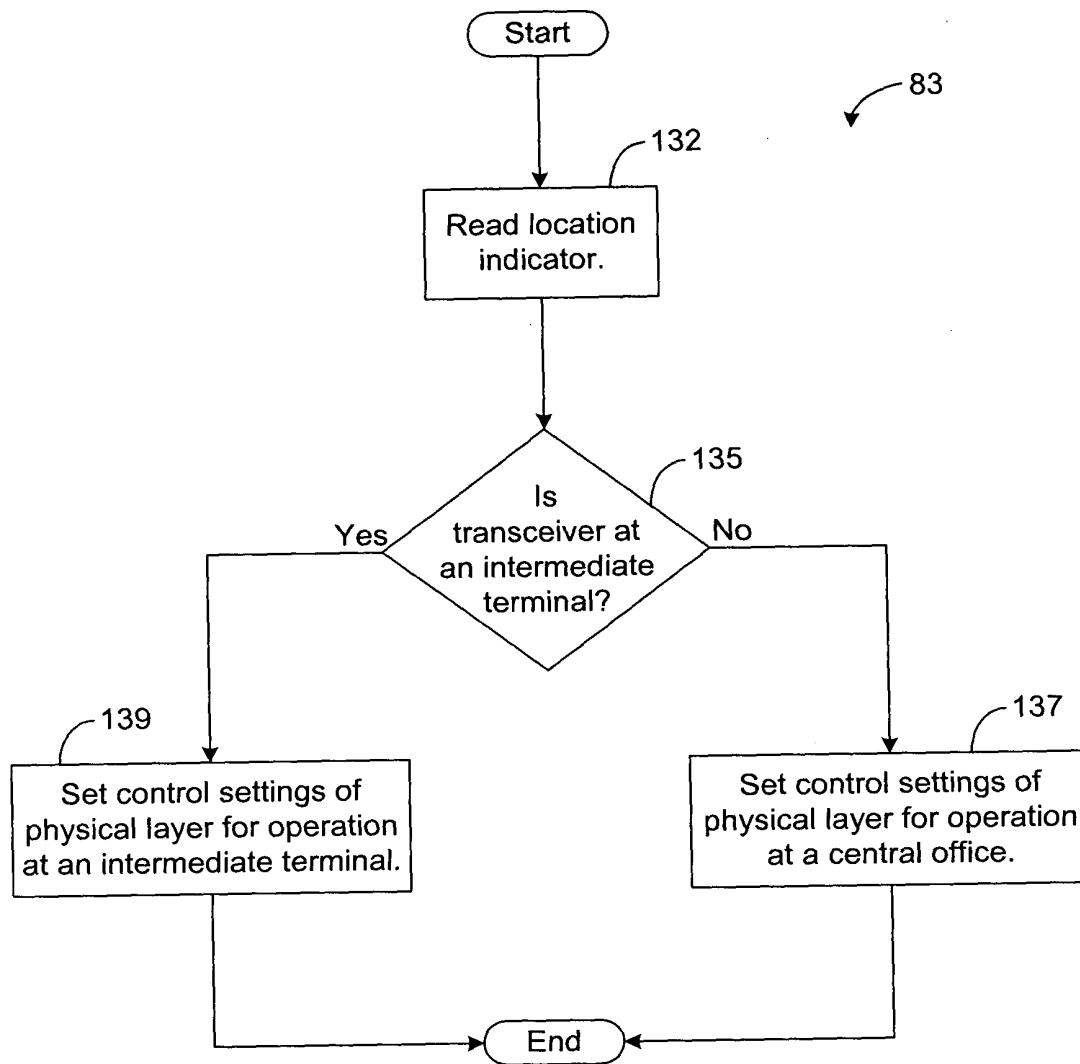 Start
83
132
Read location
indicator.
135
Is
transceiver at
an intermediate
terminal?
Yes
No
139
Set control settings of
physical layer for operation
at an intermediate terminal.
137
Set control settings of
physical layer for operation
at a central office.
End